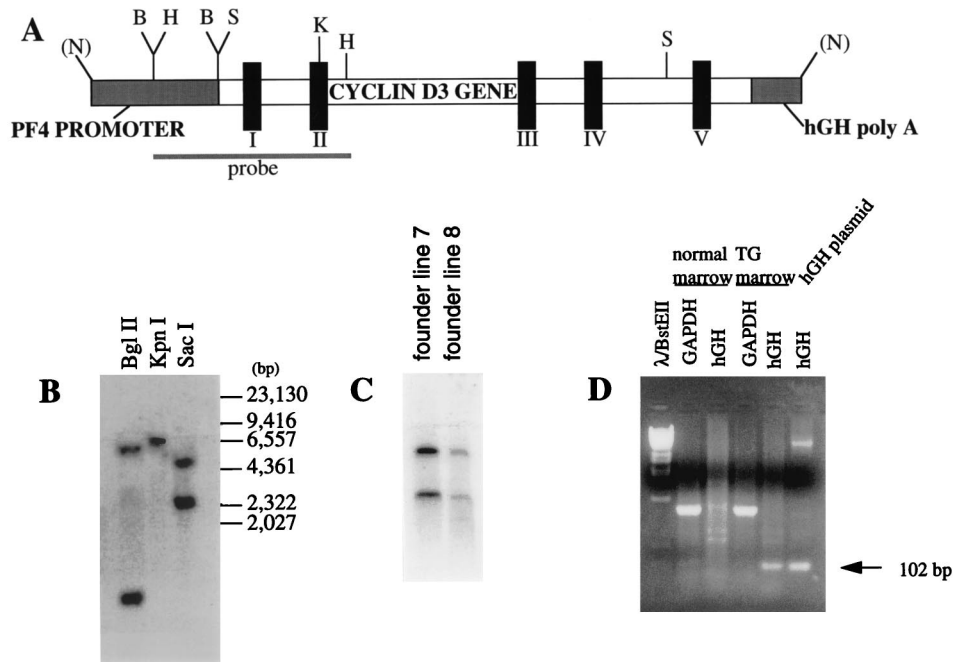 A
(N)
B H B S
K
H
S
(N)
CYCLIN D3 GENE
PF4 PROMOTER
I
II
III
IV
V
hGH poly A
probe
B
Bgl II
Kpn I
Sac I
(bp)
23,130
9,416
6,557
4,361
2,322
2,027
C
founder line 7
founder line 8
D
normal TG
marrow marrow
hGH plasmid
λ/BstEII
GAPDH
hGH
GAPDH
hGH
hGH
102 bp